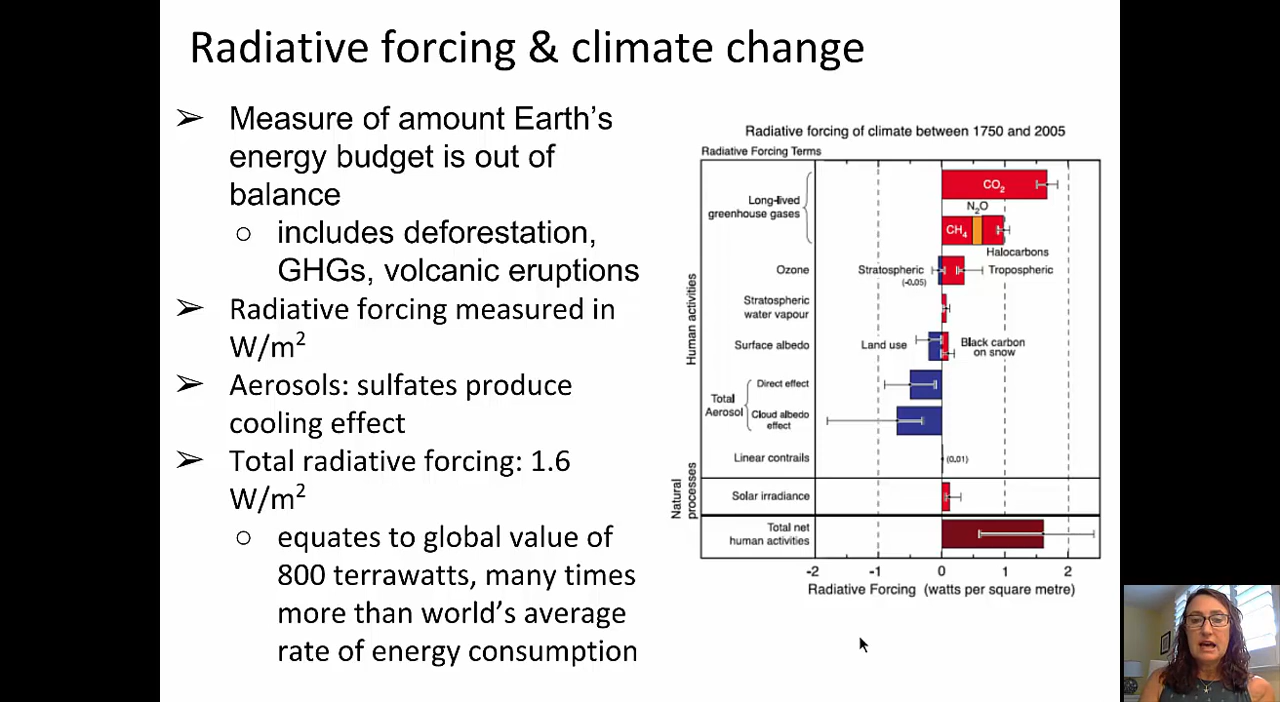 Radiative forcing & climate change
➢ Measure of amount Earth's
energy budget is out of
balance
○ includes deforestation,
GHGs, volcanic eruptions
➢ Radiative forcing measured in
W/m²
➢ Aerosols: sulfates produce
cooling effect
➢ Total radiative forcing: 1.6
W/m²
○ equates to global value of
800 terrawatts, many times
more than world's average
rate of energy consumption
Radiative forcing of climate between 1750 and 2005
Radiative Forcing Terms
Human activities
Long-lived
greenhouse gases
CO₂
N₂O
CH₄
Halocarbons
Ozone
Stratospheric
(-0.05)
Tropospheric
Stratospheric
water vapour
Surface albedo
Land use
Black carbon
on snow
Total
Aerosol
Direct effect
Cloud albedo
effect
Linear contrails
(0.01)
Natural
processes
Solar irradiance
Total net
human activities
-2 -1 0 1 2
Radiative Forcing (watts per square metre)